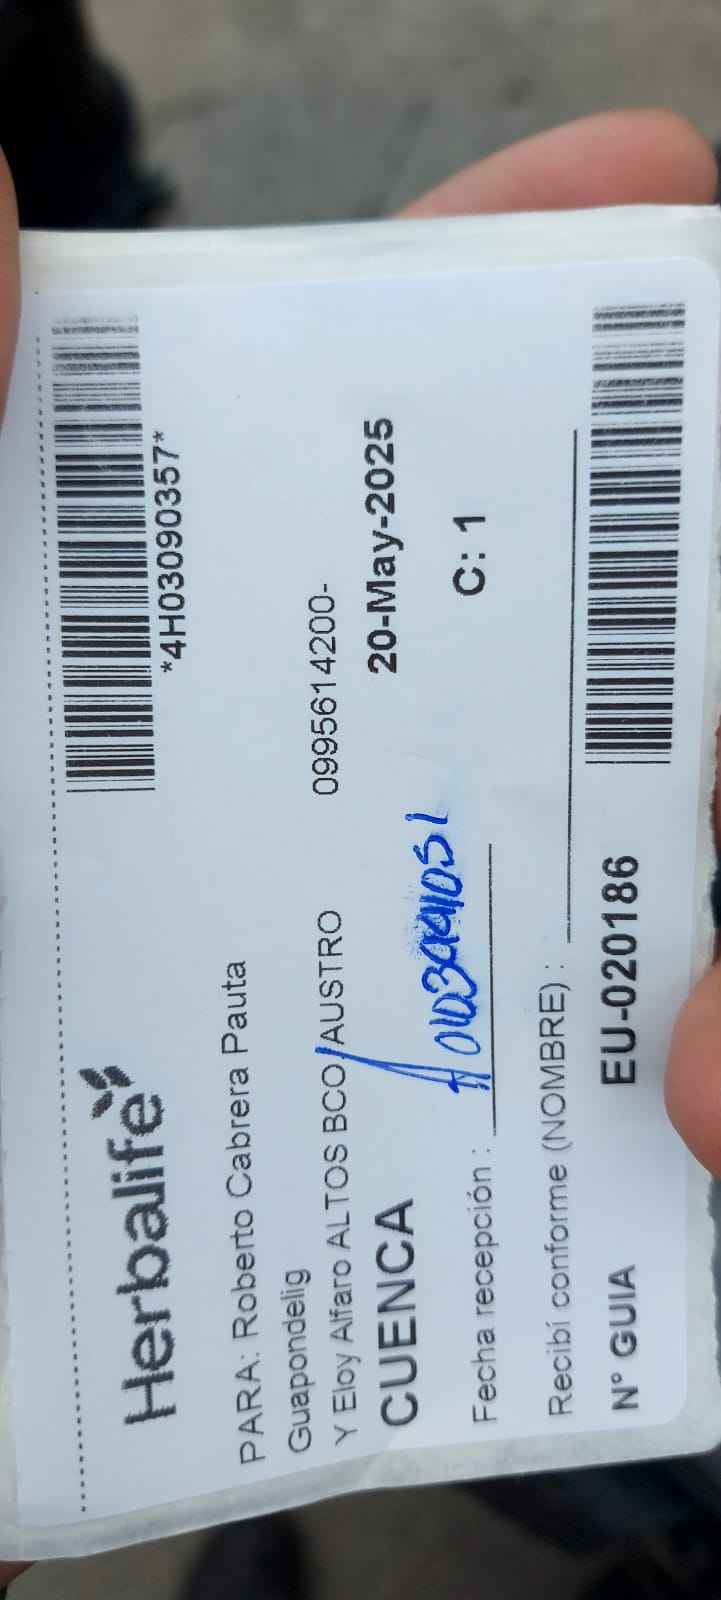 *4H03090357*
Herbalife
PARA: Roberto Cabrera Pauta
Guapondelig
Y Eloy Alfaro ALTOS BCO/AUSTRO 0995614200-
CUENCA 20-May-2025
Fecha recepción :
C: 1
Recibí conforme (NOMBRE) :
N° GUIA EU-020186